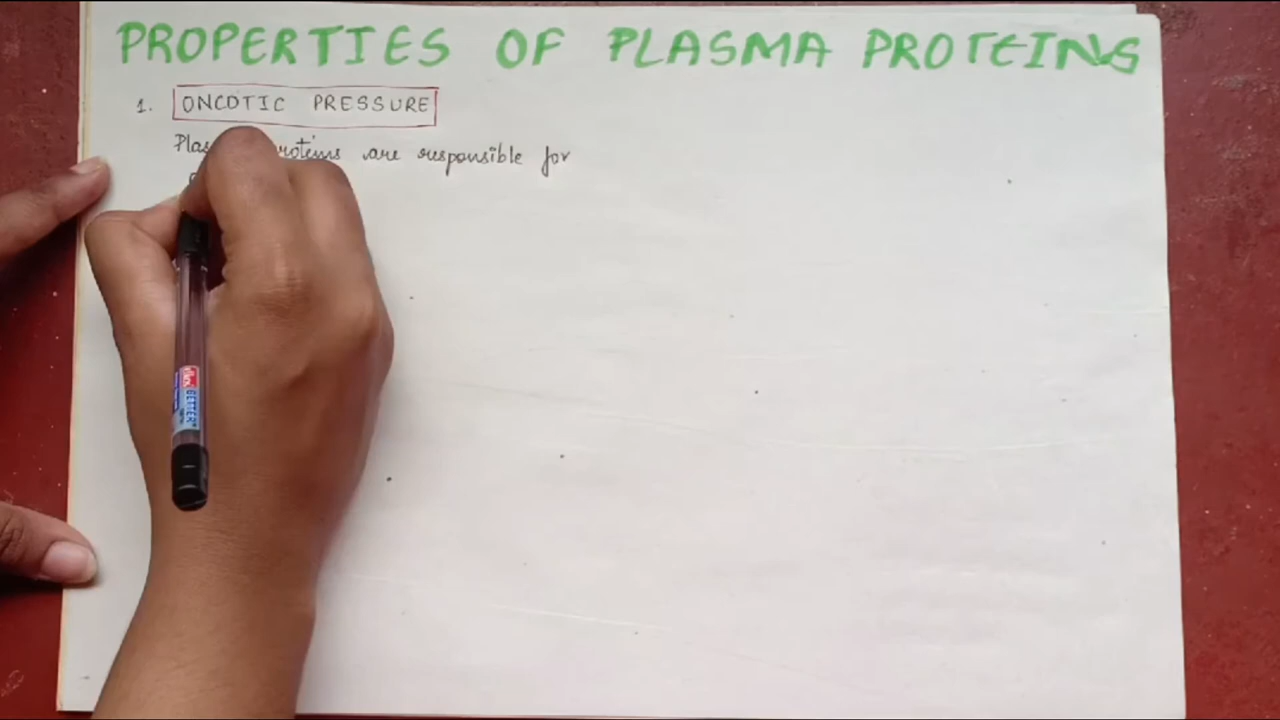 PROPERTIES OF PLASMA PROTEINS
1. ONCOTIC PRESSURE
are responsible for